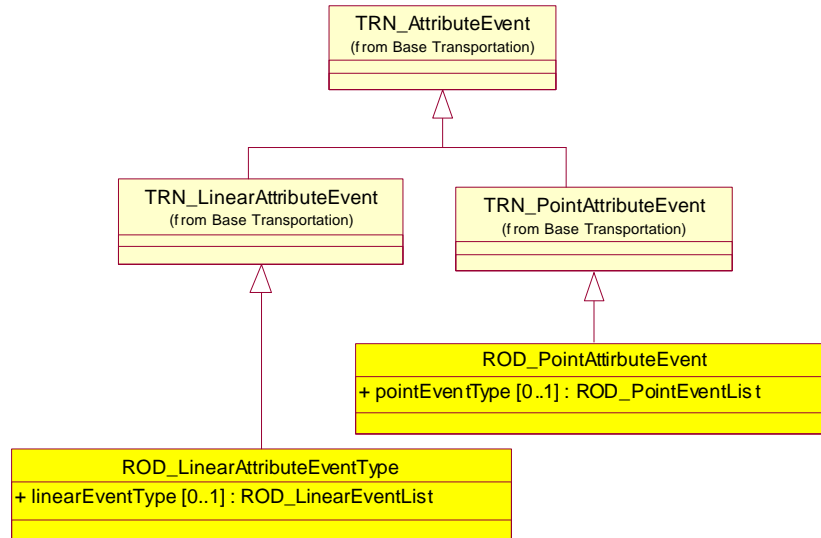 TRN_AttributeEvent
(from Base Transportation)
TRN_LinearAttributeEvent
(from Base Transportation)
TRN_PointAttributeEvent
(from Base Transportation)
ROD_PointAttirbuteEvent
+ pointEventType [0..1] : ROD_PointEventList
ROD_LinearAttributeEventType
+ linearEventType [0..1] : ROD_LinearEventList